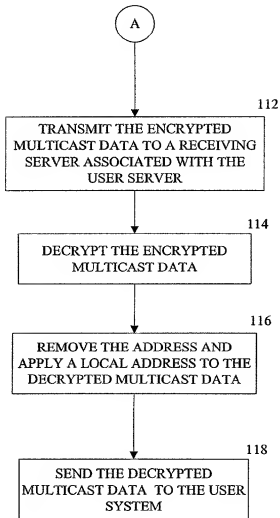 A
112
TRANSMIT THE ENCRYPTED
MULTICAST DATA TO A RECEIVING
SERVER ASSOCIATED WITH THE
USER SERVER
114
DECRYPT THE ENCRYPTED
MULTICAST DATA
116
REMOVE THE ADDRESS AND
APPLY A LOCAL ADDRESS TO THE
DECRYPTED MULTICAST DATA
118
SEND THE DECRYPTED
MULTICAST DATA TO THE USER
SYSTEM